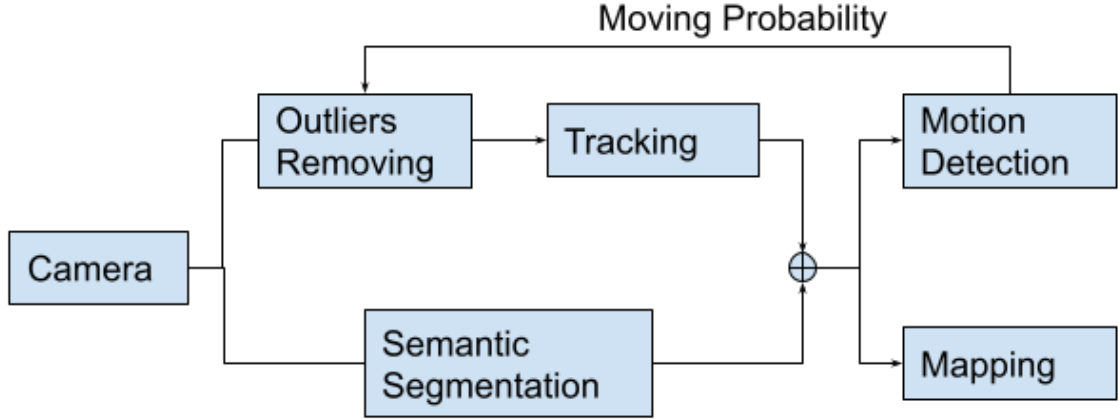 Moving Probability
Outliers
Removing
Tracking
Motion
Detection
Camera
Semantic
Segmentation
Mapping